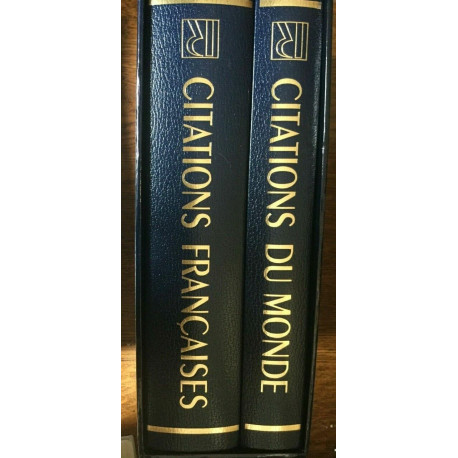 CITATIONS FRANÇAISES
CITATIONS DU MONDE